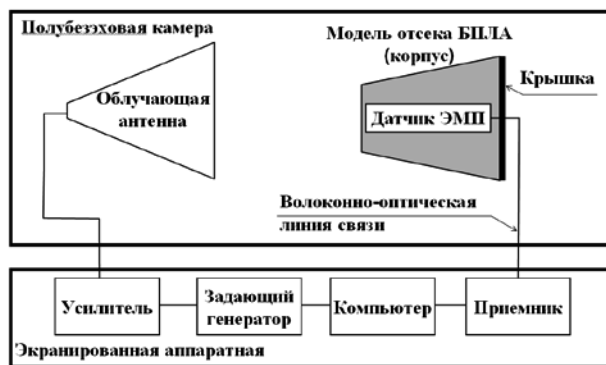 Полубезэховая камера
Модель отсека БПЛА
(корпус)
Крышка
Облучающая
антенна
Датчик ЭМП
Волоконно-оптическая
линия связи
Усилитель
Задающий
генератор
Компьютер
Приемник
Экранированная аппаратная